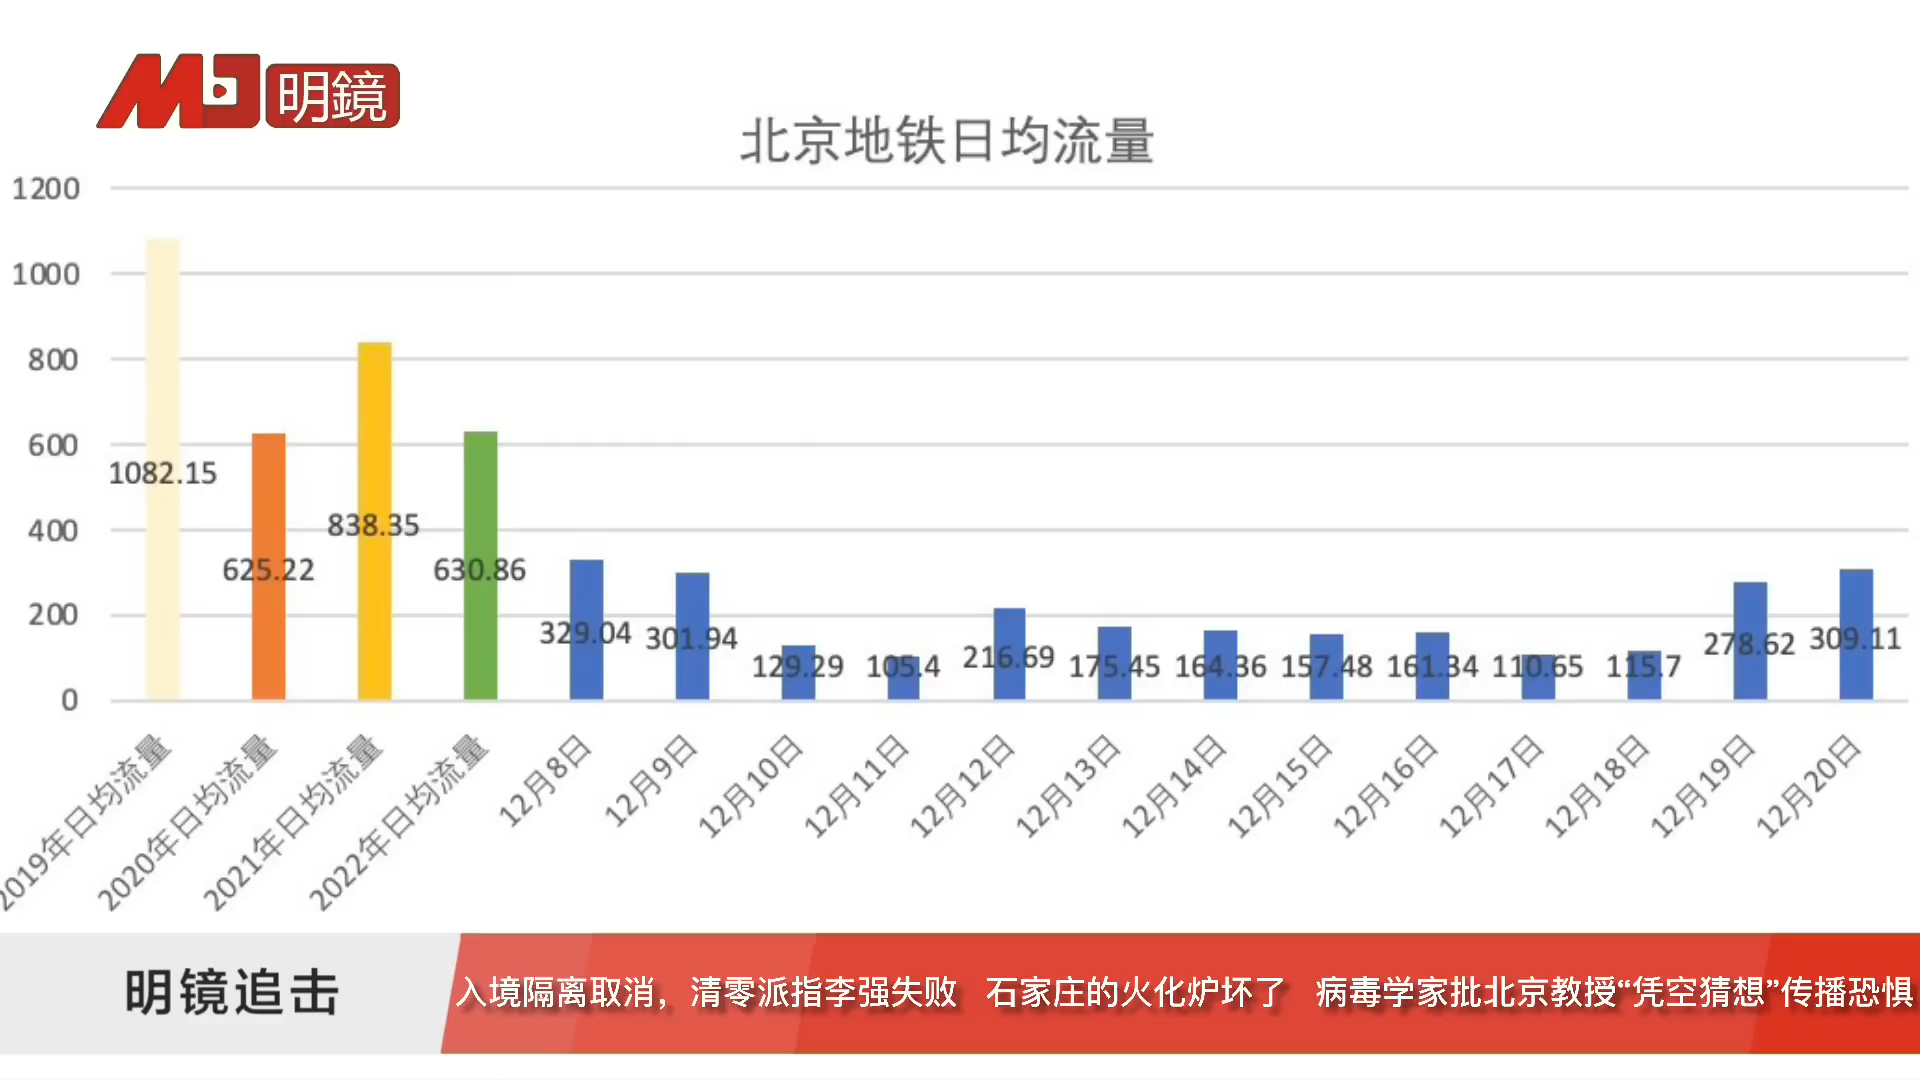 明鏡
北京地铁日均流量
1200
1000
800
600
400
200
0
1082.15
625.22
838.35
630.86
329.04
301.94
129.29
105.4
216.69
175.45
164.36
157.48
161.34
110.65
115.7
278.62
309.11
2019年日均流量
2020年日均流量
2021年日均流量
2022年日均流量
12月8日
12月9日
12月10日
12月11日
12月12日
12月13日
12月14日
12月15日
12月16日
12月17日
12月18日
12月19日
12月20日
明镜追击
入境隔离取消，清零派指李强失败 石家庄的火化炉坏了 病毒学家批北京教授“凭空猜想”传播恐惧